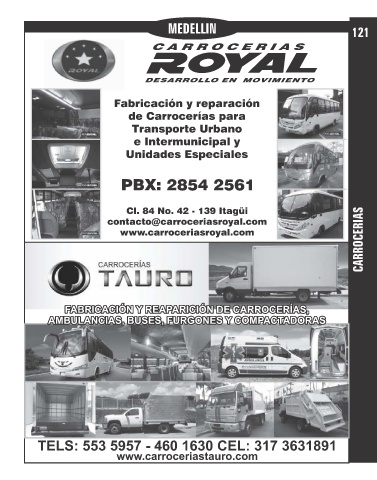 MEDELLIN
121
ROYAL
CARROCERIAS
ROYAL
DESARROLLO EN MOVIMIENTO
Fabricación y reparación
de Carrocerías para
Transporte Urbano
e Intermunicipal y
Unidades Especiales
PBX: 2854 2561
Cl. 84 No. 42 - 139 Itagüi
contacto@carroceriasroyal.com
www.carroceriasroyal.com
CARROCERIAS
CARROCERÍAS
TAURO
FABRICACIÓN Y REAPARICIÓN DE CARROCERÍAS,
AMBULANCIAS, BUSES, FURGONES Y COMPACTADORAS
TELS: 553 5957 - 460 1630 CEL: 317 3631891
www.carroceriastauro.com